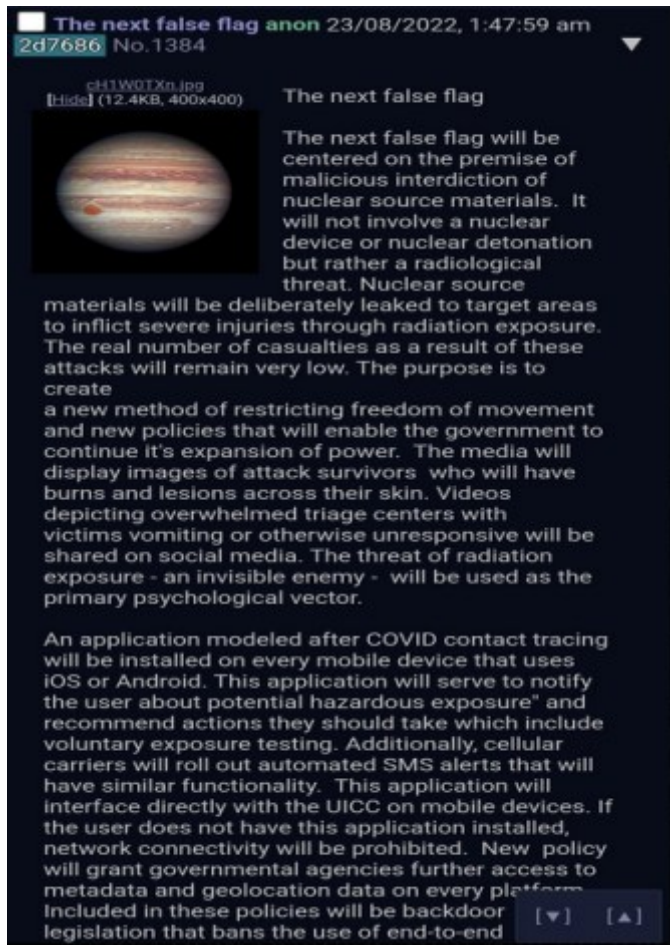 The next false flag anon 23/08/2022, 1:47:59 am
2d7686 No.1384
cH1W0TXn.jpg
[Hide] (12.4KB, 400x400)
The next false flag
The next false flag will be
centered on the premise of
malicious interdiction of
nuclear source materials. It
will not involve a nuclear
device or nuclear detonation
but rather a radiological
threat. Nuclear source
materials will be deliberately leaked to target areas
to inflict severe injuries through radiation exposure.
The real number of casualties as a result of these
attacks will remain very low. The purpose is to
create
a new method of restricting freedom of movement
and new policies that will enable the government to
continue it's expansion of power. The media will
display images of attack survivors who will have
burns and lesions across their skin. Videos
depicting overwhelmed triage centers with
victims vomiting or otherwise unresponsive will be
shared on social media. The threat of radiation
exposure - an invisible enemy - will be used as the
primary psychological vector.
An application modeled after COVID contact tracing
will be installed on every mobile device that uses
iOS or Android. This application will serve to notify
the user about potential hazardous exposure" and
recommend actions they should take which include
voluntary exposure testing. Additionally, cellular
carriers will roll out automated SMS alerts that will
have similar functionality. This application will
interface directly with the UICC on mobile devices. If
the user does not have this application installed,
network connectivity will be prohibited. New policy
will grant governmental agencies further access to
metadata and geolocation data on every platform.
Included in these policies will be backdoor
legislation that bans the use of end-to-end
[▼] [▲]